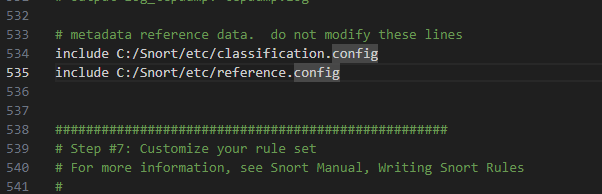 532
533 # metadata reference data.  do not modify these lines
534 include C:/Snort/etc/classification.config
535 include C:/Snort/etc/reference.config
536
537
538 ####################################################
539 # Step #7: Customize your rule set
540 # For more information, see Snort Manual, Writing Snort Rules
541 #